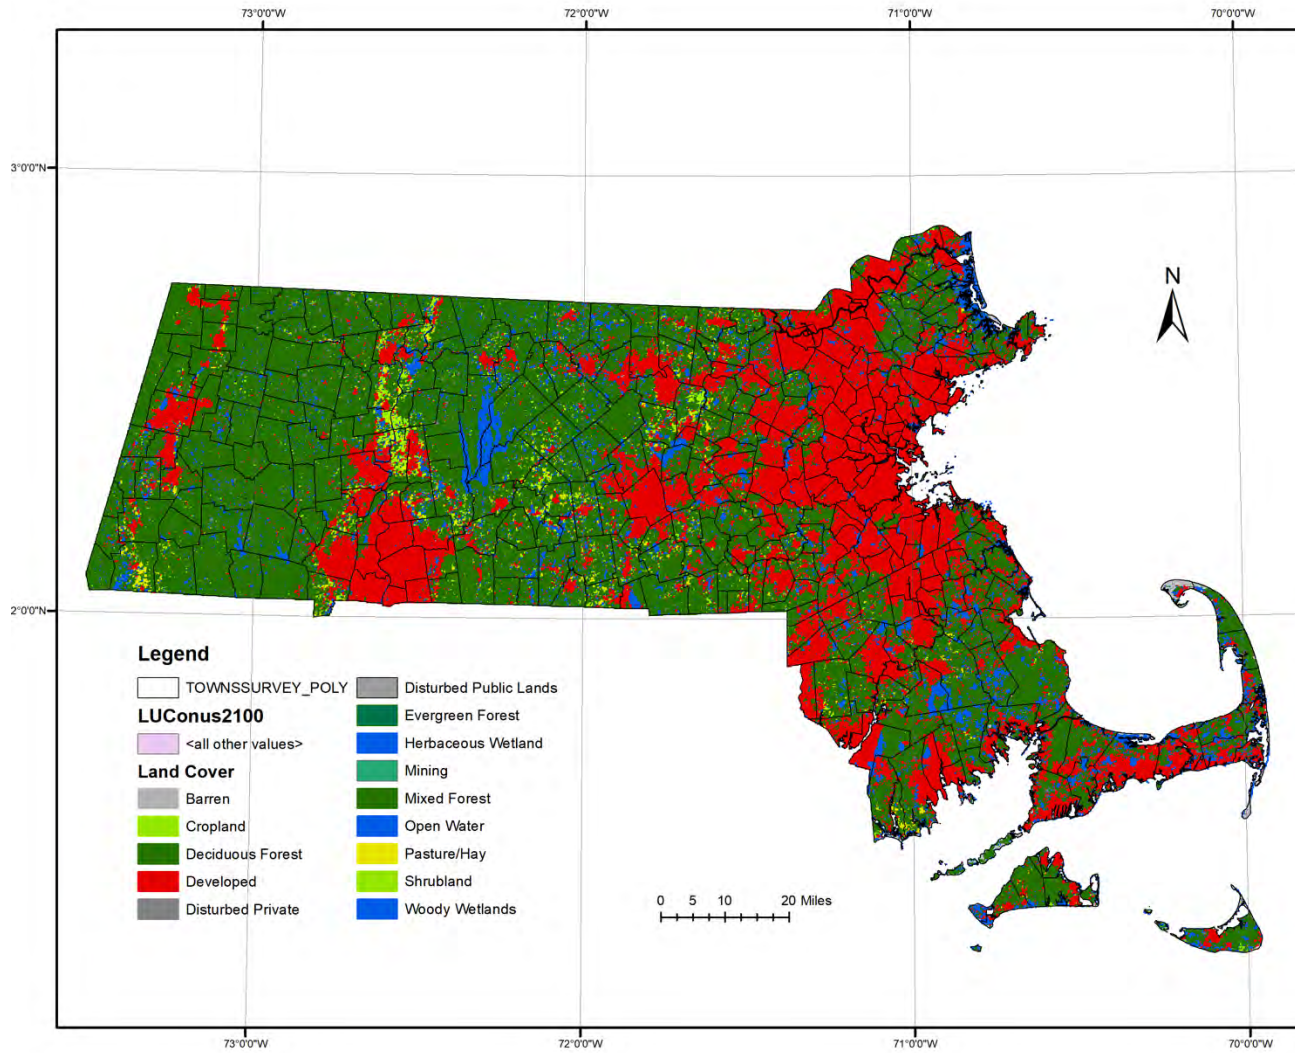 73°0'0"W 72°0'0"W 71°0'0"W 70°0'0"W
3°0'0"N
N
2°0'0"N
Legend
TOWNSSURVEY_POLY
LUConus2100
<all other values>
Land Cover
Barren
Cropland
Deciduous Forest
Developed
Disturbed Private
Disturbed Public Lands
Evergreen Forest
Herbaceous Wetland
Mining
Mixed Forest
Open Water
Pasture/Hay
Shrubland
Woody Wetlands
0 5 10 20 Miles
73°0'0"W 72°0'0"W 71°0'0"W 70°0'0"W